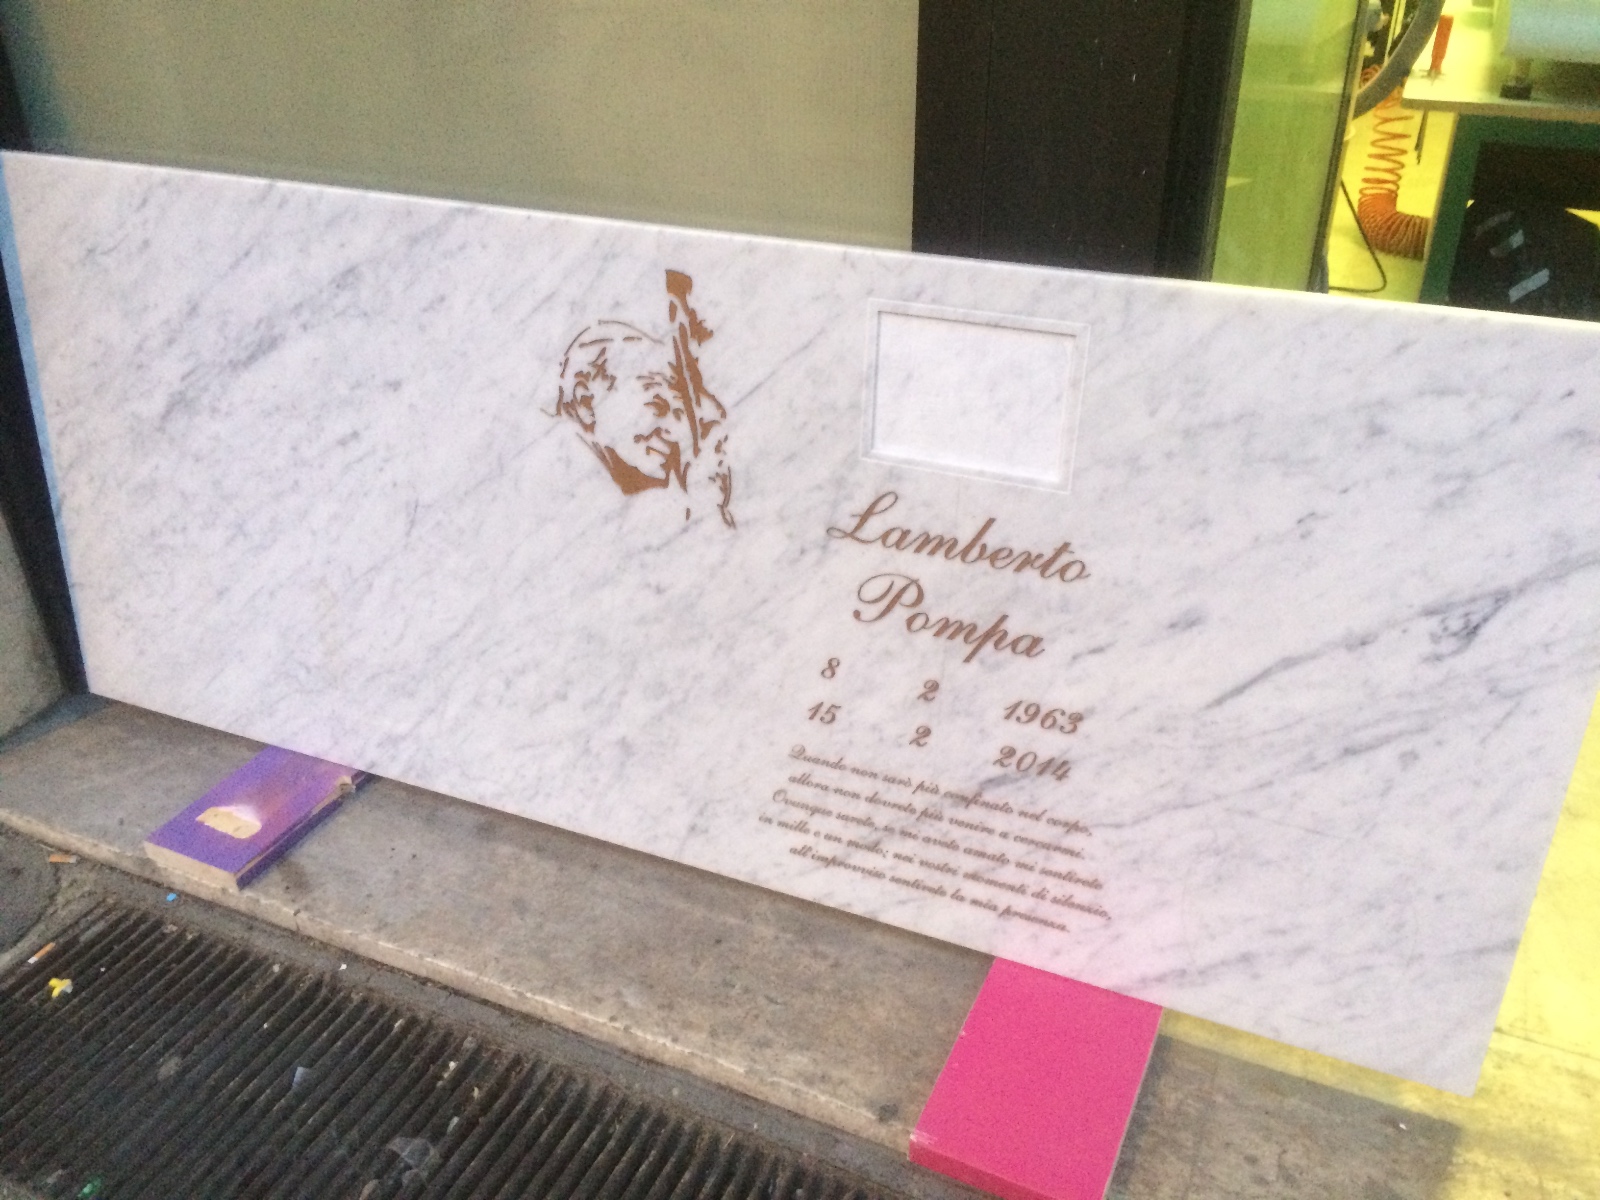 Lamberto
Pompa
8 2 1963
15 2 2014
Quando non sarò più confinato nel corpo,
allora non dovrete più venire a cercarmi.
Ovunque sarete, se mi avete amato mi sentirete
in mille e un modo; nei vostri momenti di silenzio,
all'improvviso sentirete la mia presenza.